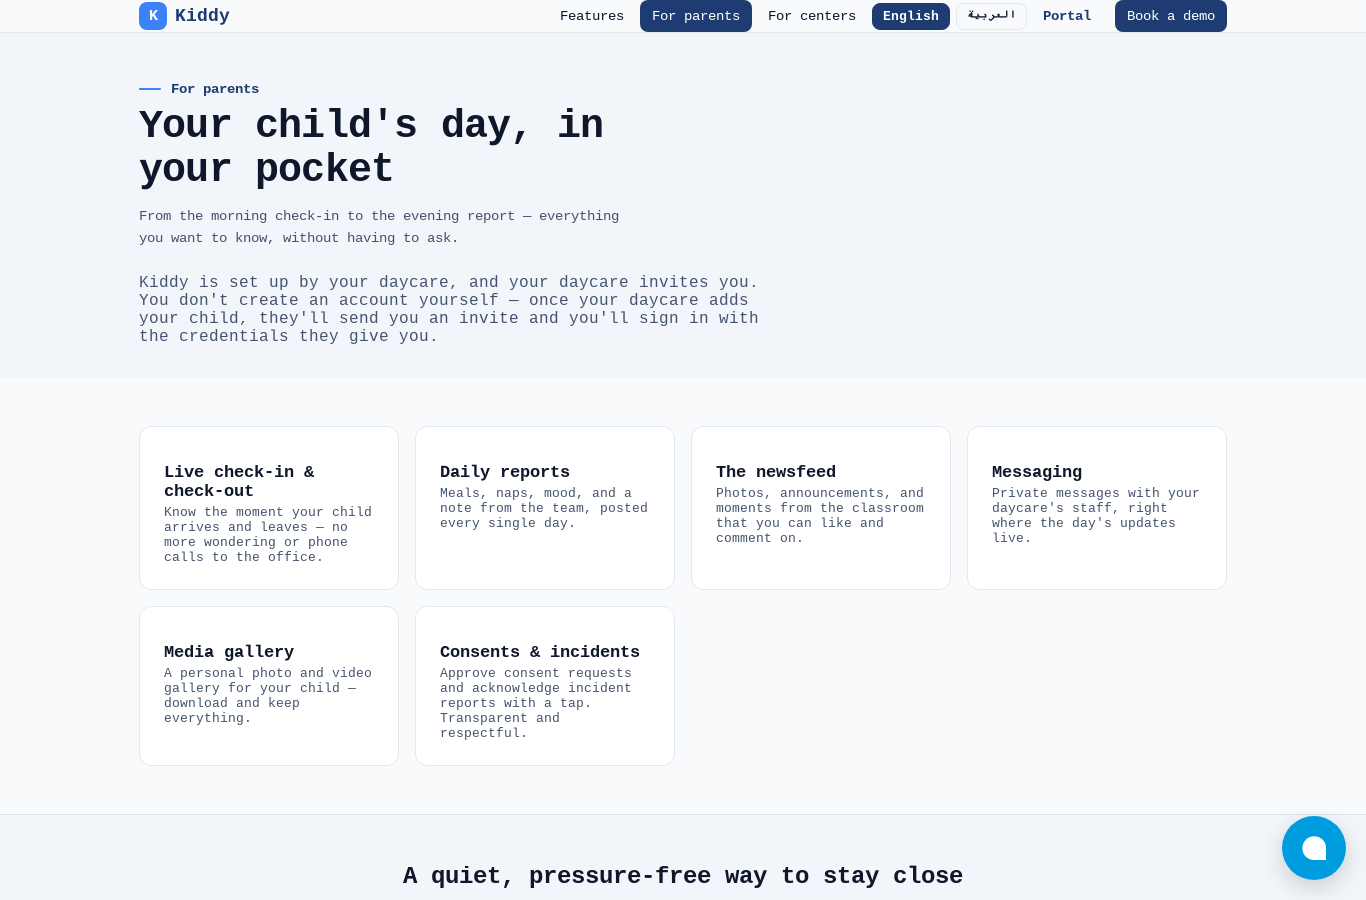 K Kiddy
Features For parents For centers English العربية Portal Book a demo
For parents
Your child's day, in
your pocket
From the morning check-in to the evening report — everything
you want to know, without having to ask.
Kiddy is set up by your daycare, and your daycare invites you.
You don't create an account yourself — once your daycare adds
your child, they'll send you an invite and you'll sign in with
the credentials they give you.
Live check-in &
check-out
Know the moment your child
arrives and leaves — no
more wondering or phone
calls to the office.
Daily reports
Meals, naps, mood, and a
note from the team, posted
every single day.
The newsfeed
Photos, announcements, and
moments from the classroom
that you can like and
comment on.
Messaging
Private messages with your
daycare's staff, right
where the day's updates
live.
Media gallery
A personal photo and video
gallery for your child —
download and keep
everything.
Consents & incidents
Approve consent requests
and acknowledge incident
reports with a tap.
Transparent and
respectful.
A quiet, pressure-free way to stay close